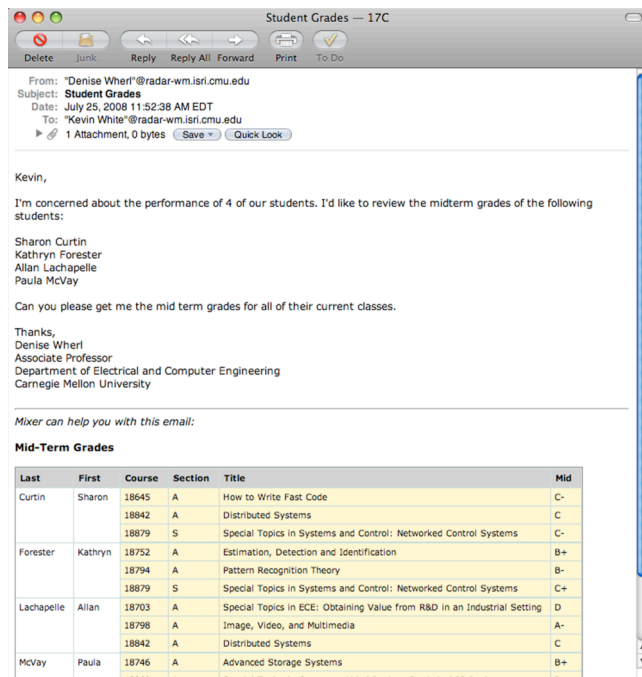 Student Grades — 17C
Delete Junk Reply Reply All Forward Print To Do
From: "Denise Wherl"@radar-wm.isri.cmu.edu
Subject: Student Grades
Date: July 25, 2008 11:52:38 AM EDT
To: "Kevin White"@radar-wm.isri.cmu.edu
1 Attachment, 0 bytes Save Quick Look
Kevin,
I'm concerned about the performance of 4 of our students. I'd like to review the midterm grades of the following
students:
Sharon Curtin
Kathryn Forester
Allan Lachapelle
Paula McVay
Can you please get me the mid term grades for all of their current classes.
Thanks,
Denise Wherl
Associate Professor
Department of Electrical and Computer Engineering
Carnegie Mellon University
Mixer can help you with this email:
Mid-Term Grades
Last First Course Section Title Mid
Curtin Sharon 18645 A How to Write Fast Code C-
18842 A Distributed Systems C
18879 S Special Topics in Systems and Control: Networked Control Systems C-
Forester Kathryn 18752 A Estimation, Detection and Identification B+
18794 A Pattern Recognition Theory B-
18879 S Special Topics in Systems and Control: Networked Control Systems C+
Lachapelle Allan 18703 A Special Topics in ECE: Obtaining Value from R&D in an Industrial Setting D
18798 A Image, Video, and Multimedia A-
18842 A Distributed Systems C
McVay Paula 18746 A Advanced Storage Systems B+